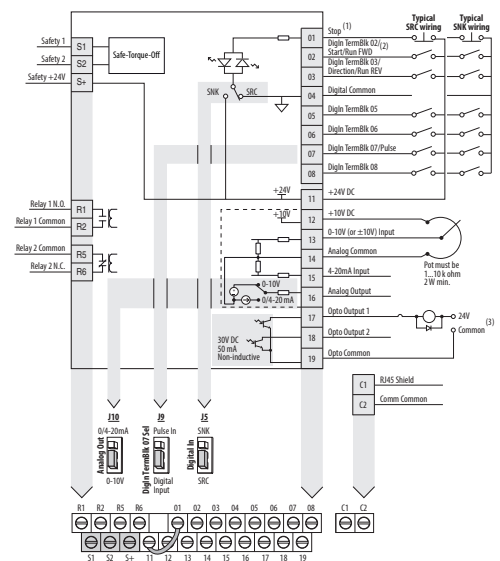 Typical SRC wiring
Typical SNK wiring
Safety 1
S1
Safety 2
S2
Safety +24V
S+
Safe-Torque-Off
SNK
SRC
01
Stop (1)
02
DigIn TermBlk 02/(2)
Start/Run FWD
03
DigIn TermBlk 03/
Direction/Run REV
04
Digital Common
05
DigIn TermBlk 05
06
DigIn TermBlk 06
07
DigIn TermBlk 07/Pulse
08
DigIn TermBlk 08
+24V
11
+24V DC
+10V
12
+10V DC
13
0-10V (or ±10V) Input
14
Analog Common
15
4-20mA Input
16
Analog Output
Pot must be
1...10 k ohm
2 W min.
Relay 1 N.O.
R1
Relay 1 Common
R2
Relay 2 Common
R5
Relay 2 N.C.
R6
0-10V
0/4-20 mA
17
Opto Output 1
18
Opto Output 2
19
Opto Common
24V
Common (3)
30V DC
50 mA
Non-inductive
C1
RJ45 Shield
C2
Comm Common
J10
0/4-20mA
Analog Out
0-10V
J9
Pulse In
DigIn TermBlk 07 Sel
Digital
Input
J5
SNK
Digital In
SRC
R1 R2 R5 R6 01 02 03 04 05 06 07 08 C1 C2
S1 S2 S+ 11 12 13 14 15 16 17 18 19